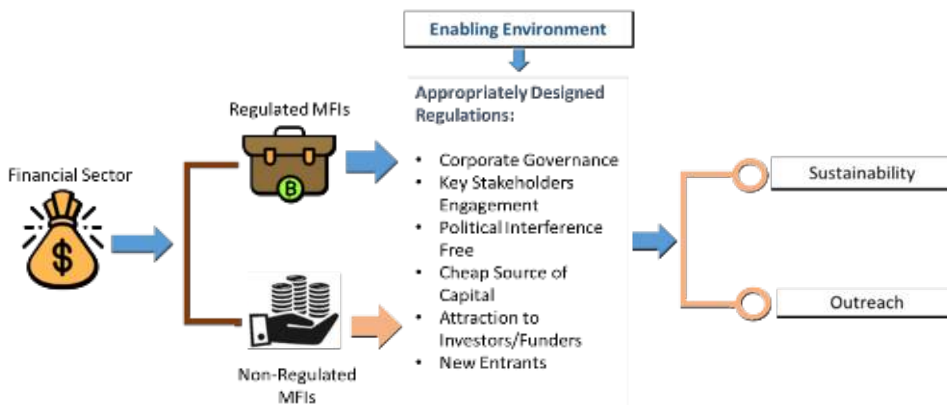 Enabling Environment
Appropriately Designed
Regulations:
Regulated MFIs
• Corporate Governance
• Key Stakeholders
Engagement
• Political Interference
Free
• Cheap Source of
Capital
• Attraction to
Investors/Funders
• New Entrants
Financial Sector
$
B
Non-Regulated
MFIs
Sustainability
Outreach